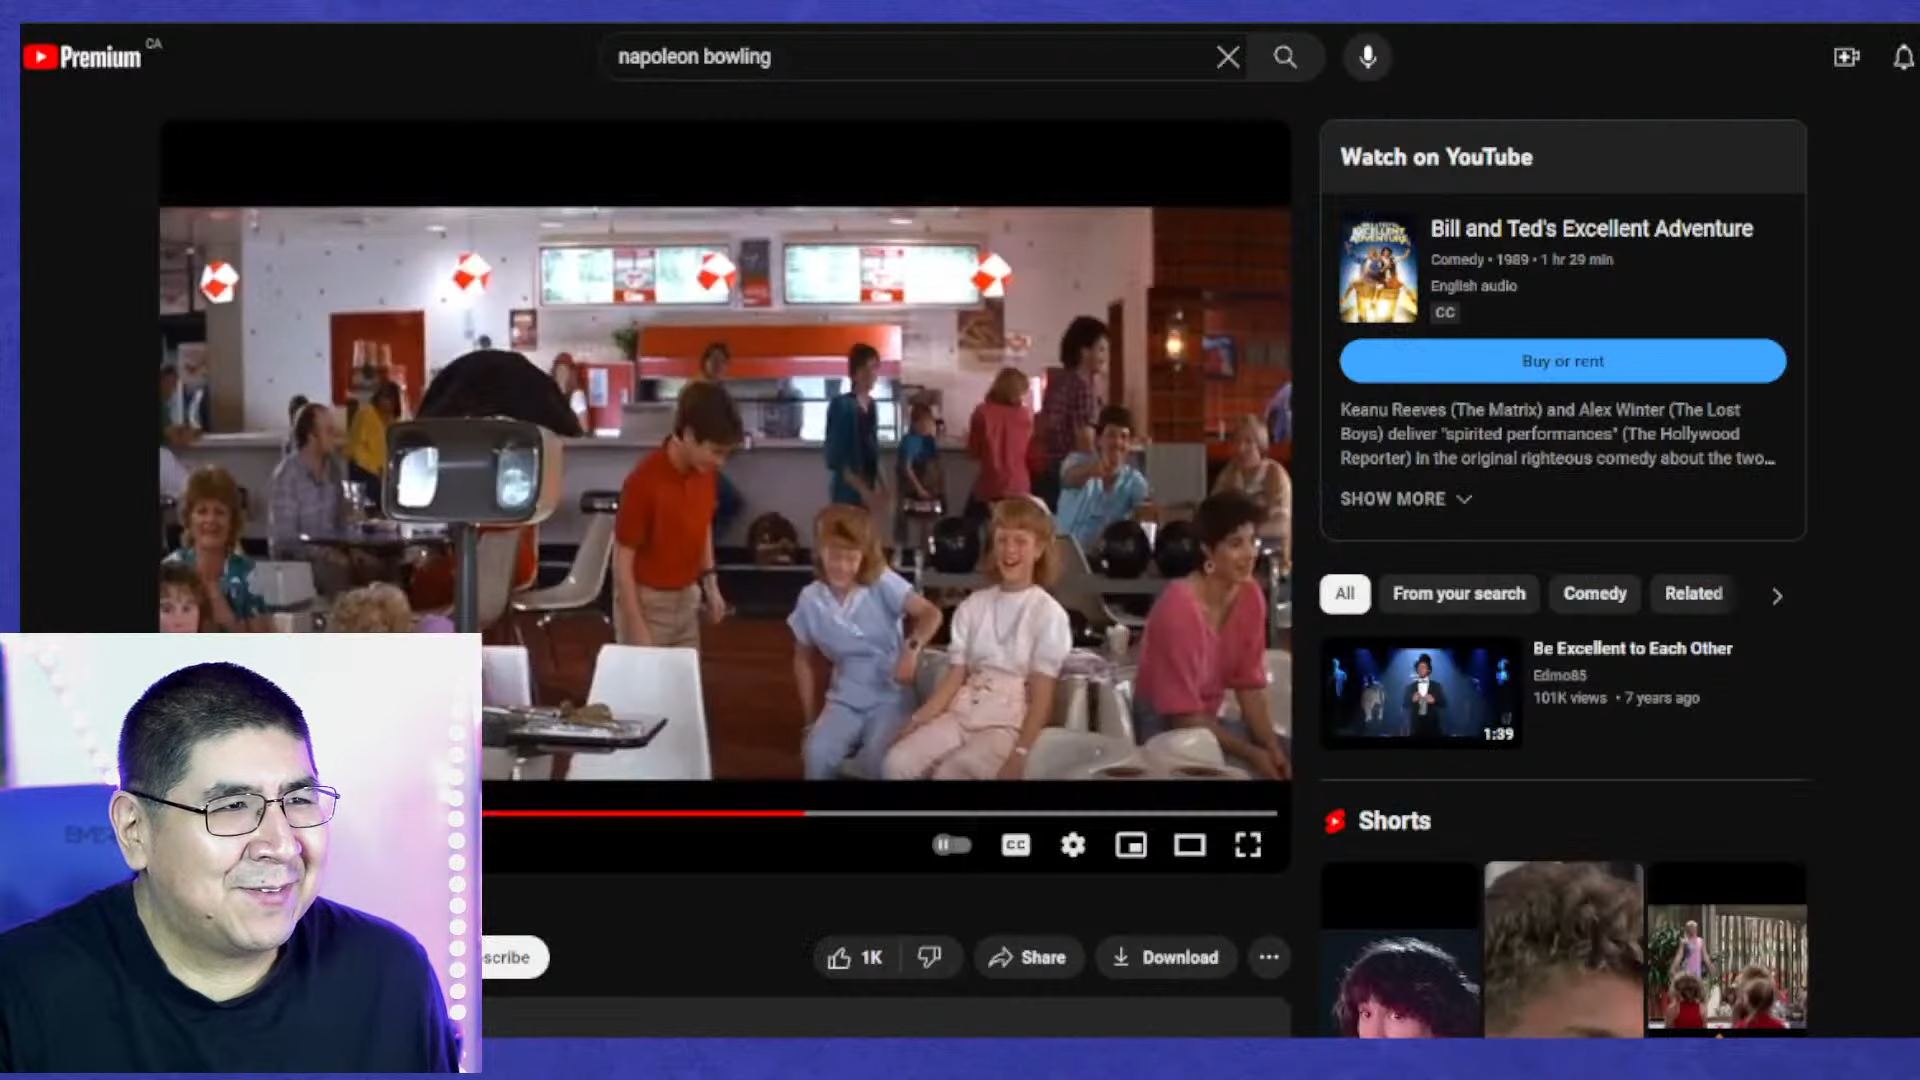 Premium CA
napoleon bowling
Watch on YouTube
Bill and Ted's Excellent Adventure
Comedy • 1989 • 1 hr 29 min
English audio
CC
Buy or rent
Keanu Reeves (The Matrix) and Alex Winter (The Lost
Boys) deliver "spirited performances" (The Hollywood
Reporter) in the original righteous comedy about the two...
SHOW MORE
All
From your search
Comedy
Related
Be Excellent to Each Other
Edmo85
101K views • 7 years ago
1:39
Shorts
CC
scribe
1K
Share
Download